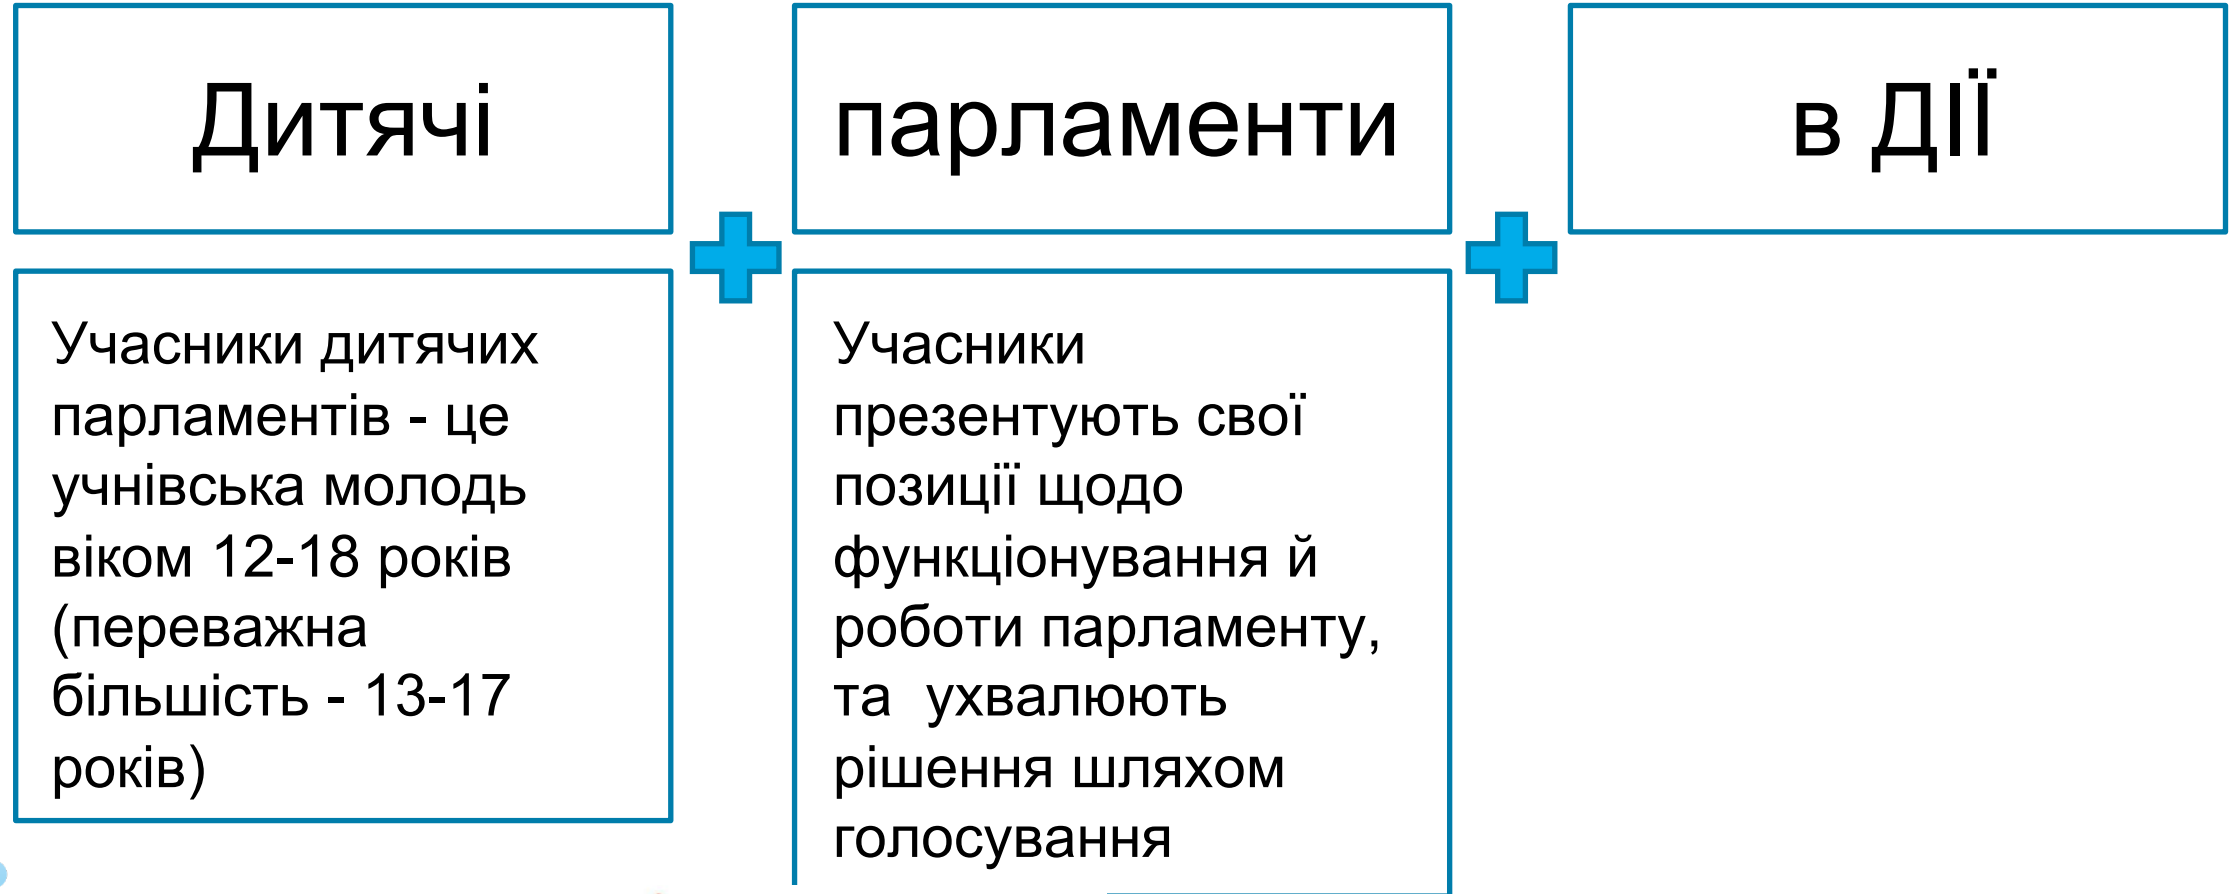 Дитячі
парламенти
в ДІЇ
Учасники дитячих
парламентів - це
учнівська молодь
віком 12-18 років
(переважна
більшість - 13-17
років)
Учасники
презентують свої
позиції щодо
функціонування й
роботи парламенту,
та ухвалюють
рішення шляхом
голосування